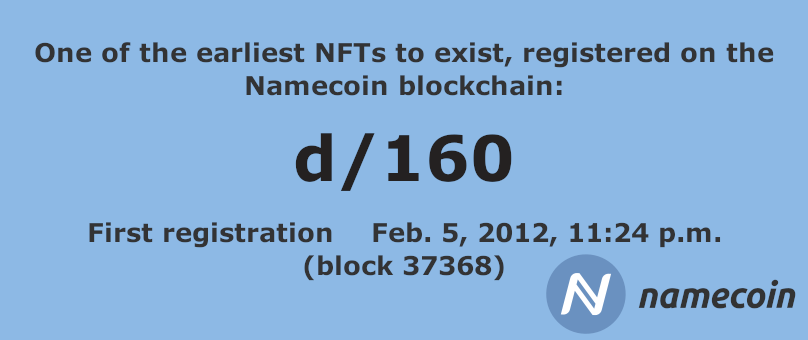 One of the earliest NFTs to exist, registered on the
Namecoin blockchain:
d/160
First registration Feb. 5, 2012, 11:24 p.m.
(block 37368)
namecoin